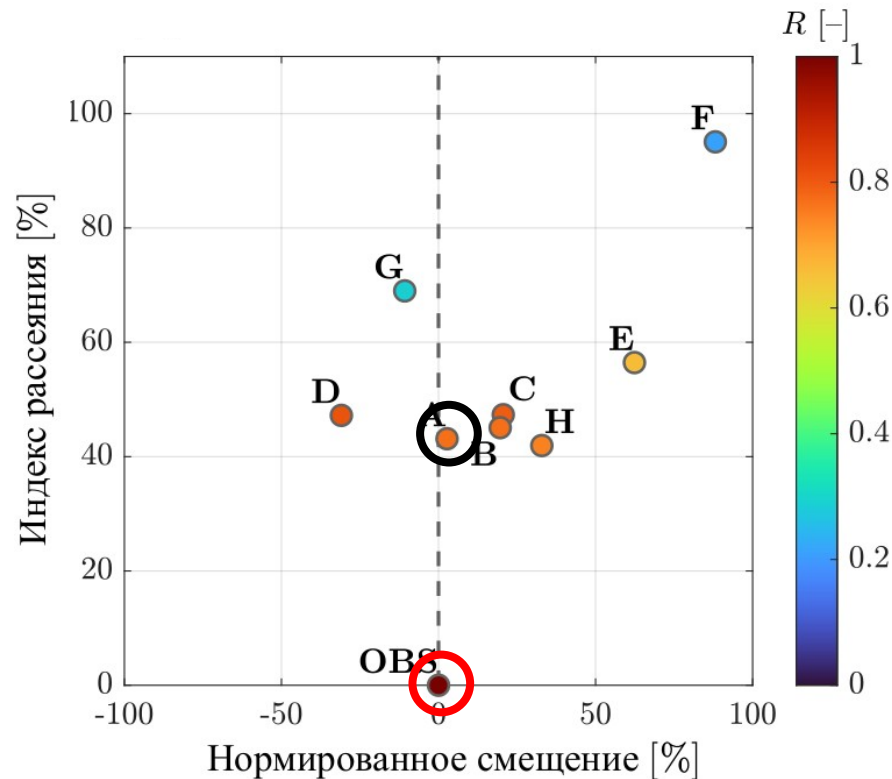 R [–]
1
0.8
0.6
0.4
0.2
0
Индекс рассеяния [%]
100
80
60
40
20
0
F
G
E
D
C
A
H
B
OBS
-100
-50
0
50
100
Нормированное смещение [%]